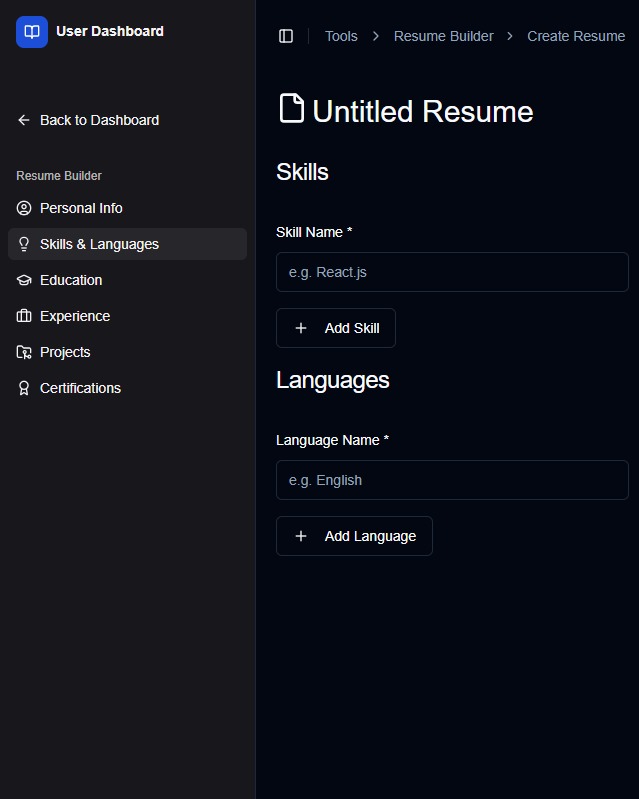 User Dashboard
Back to Dashboard
Resume Builder
Personal Info
Skills & Languages
Education
Experience
Projects
Certifications
Tools > Resume Builder > Create Resume
Untitled Resume
Skills
Skill Name *
e.g. React.js
Add Skill
Languages
Language Name *
e.g. English
Add Language